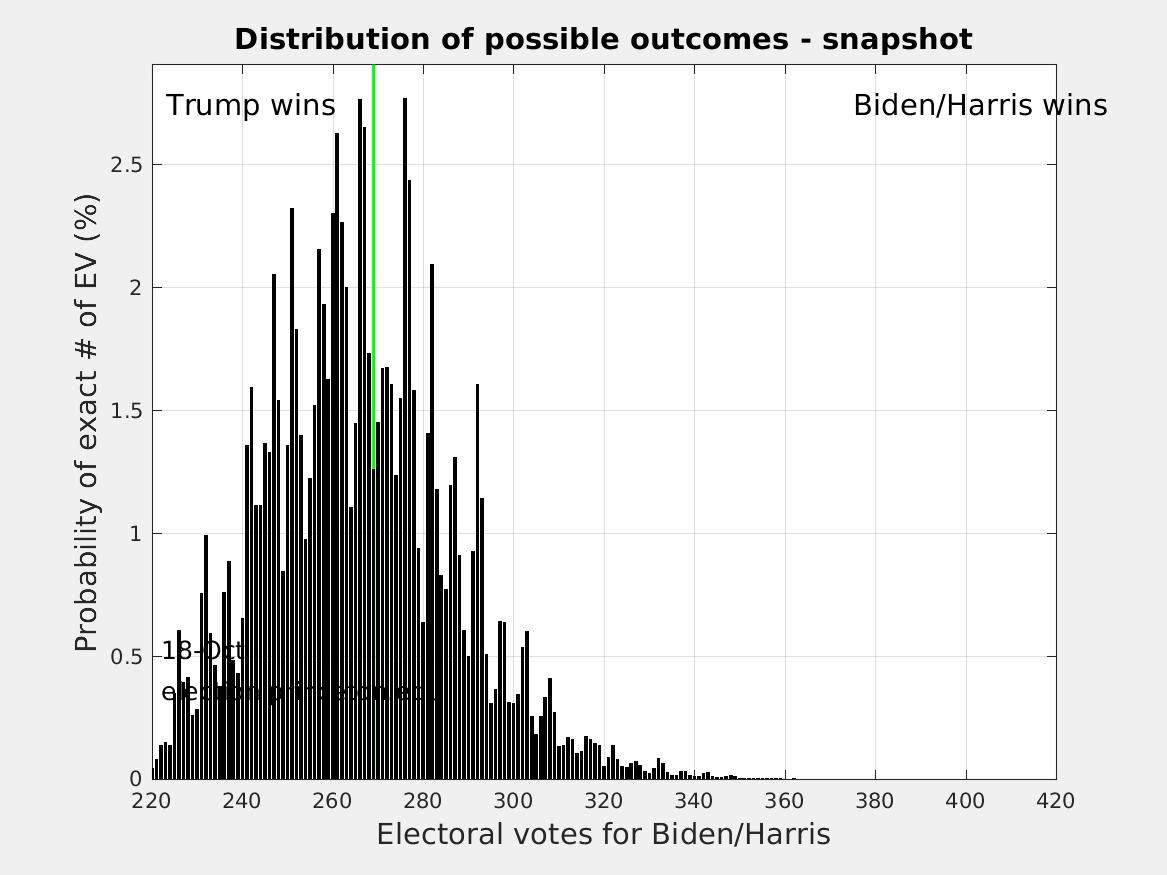 Distribution of possible outcomes - snapshot
Trump wins
Biden/Harris wins
Probability of exact # of EV (%)
2.5
2
1.5
1
0.5
0
18-Oct
220 240 260 280 300 320 340 360 380 400 420
Electoral votes for Biden/Harris